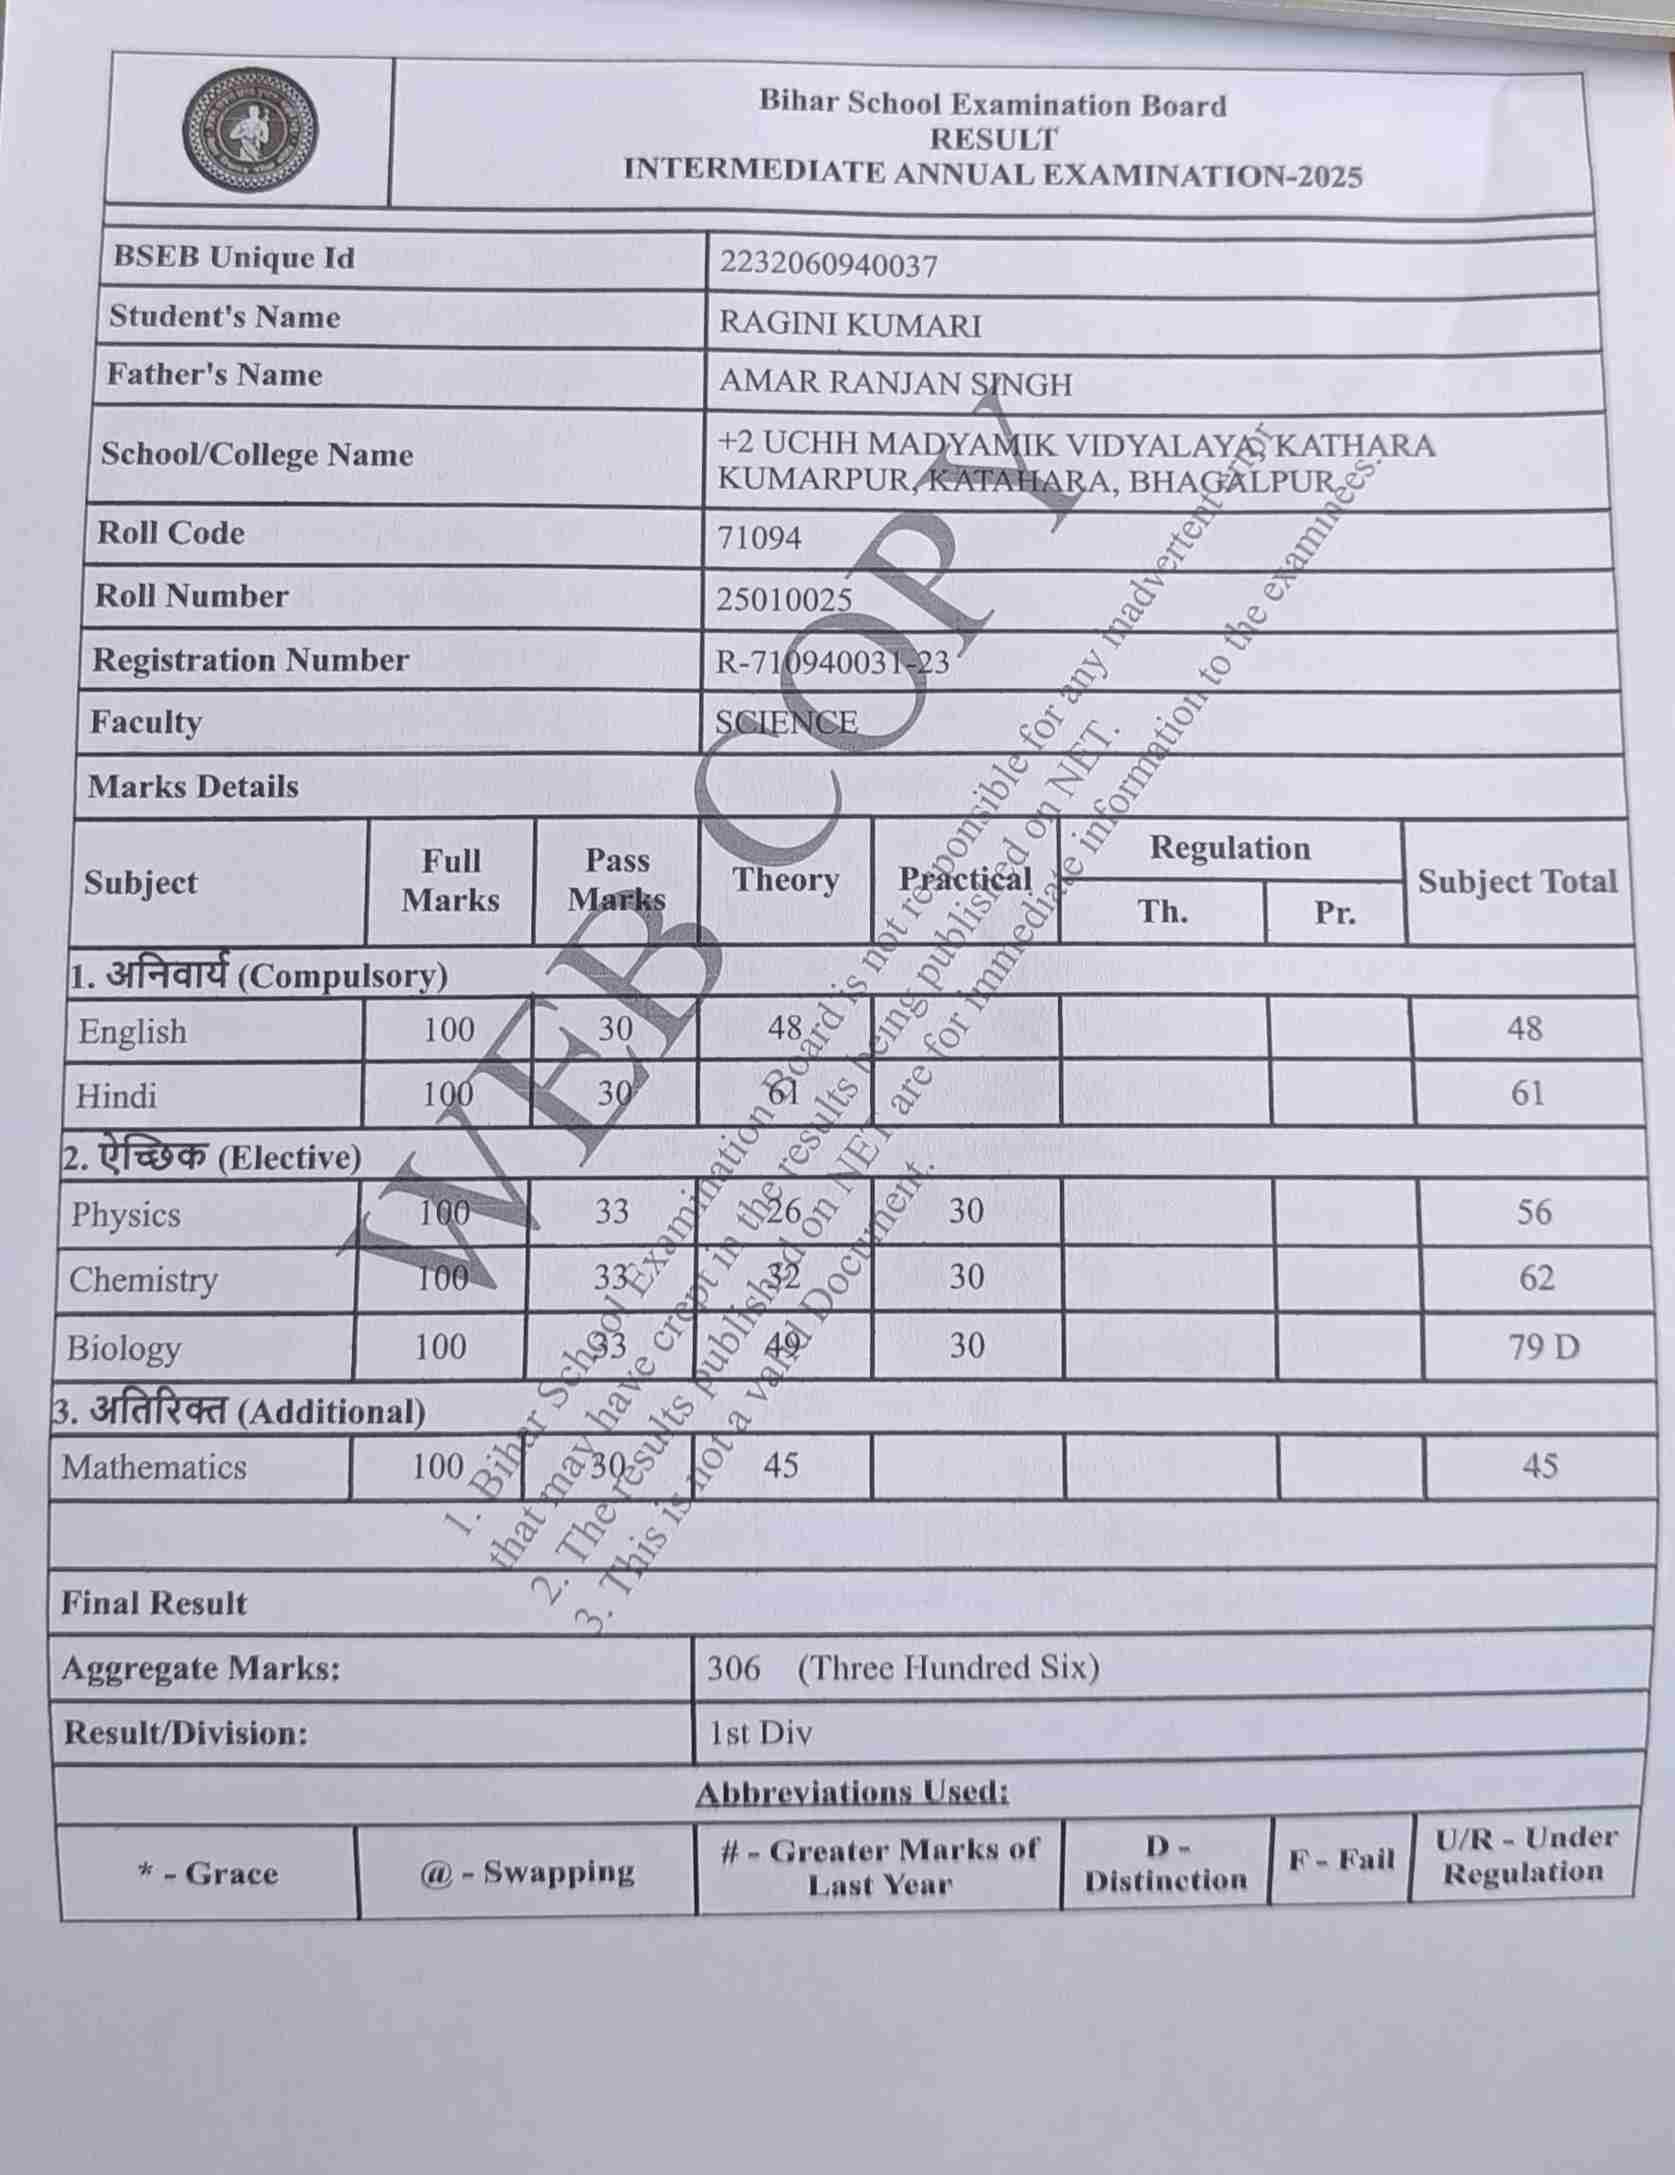 Bihar School Examination Board
RESULT
INTERMEDIATE ANNUAL EXAMINATION-2025
BSEB Unique Id 2232060940037
Student's Name RAGINI KUMARI
Father's Name AMAR RANJAN SINGH
School/College Name +2 UCHH MADYAMIK VIDYALAYA, KATHARA
KUMARPUR, KATAHARA, BHAGALPUR
Roll Code 71094
Roll Number 25010025
Registration Number R-710940031-23
Faculty SCIENCE
Marks Details
Subject Full Marks Pass Marks Theory Practical Regulation Th. Pr. Subject Total
1. अनिवार्य (Compulsory)
English 100 30 48 48
Hindi 100 30 61 61
2. ऐच्छिक (Elective)
Physics 100 33 26 30 56
Chemistry 100 33 32 30 62
Biology 100 33 49 30 79 D
3. अतिरिक्त (Additional)
Mathematics 100 30 45 45
Final Result
Aggregate Marks: 306 (Three Hundred Six)
Result/Division: 1st Div
Abbreviations Used:
* - Grace @ - Swapping # - Greater Marks of Last Year D - Distinction F - Fail U/R - Under Regulation
WEB COPY
1. Bihar School Examination Board is not responsible for any inadvertent error
that may have crept in the results being published on NET.
2. The results published on NET are for immediate information to the examinees.
3. This is not a valid Document.